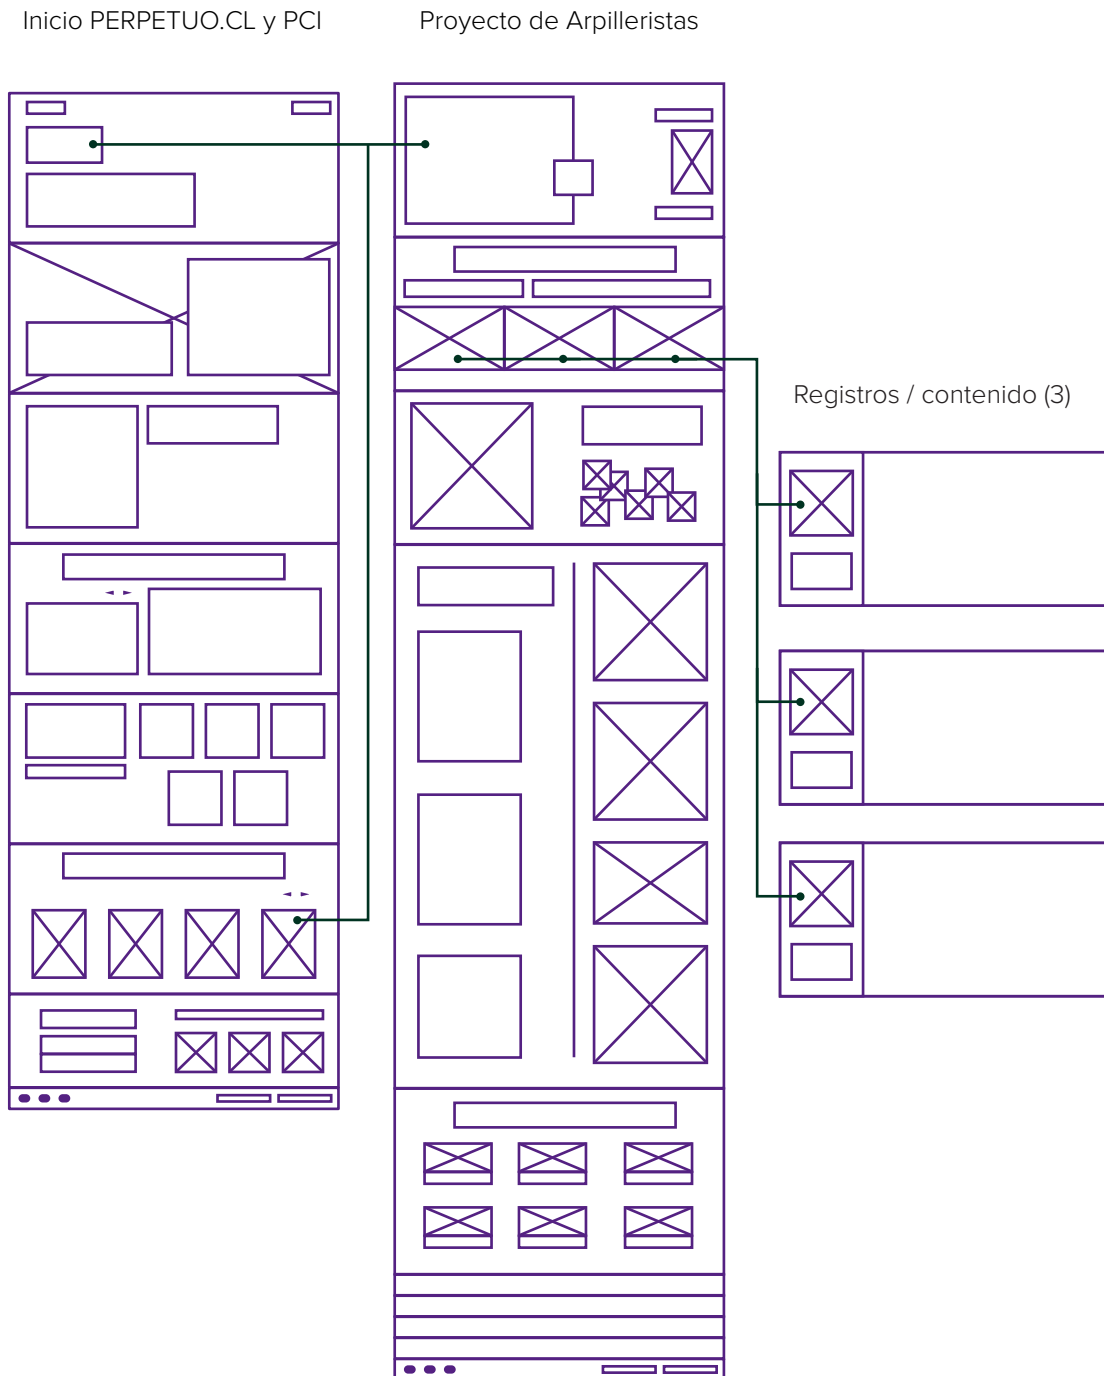 Inicio PERPETUO.CL y PCI
Proyecto de Arpilleristas
Registros / contenido (3)